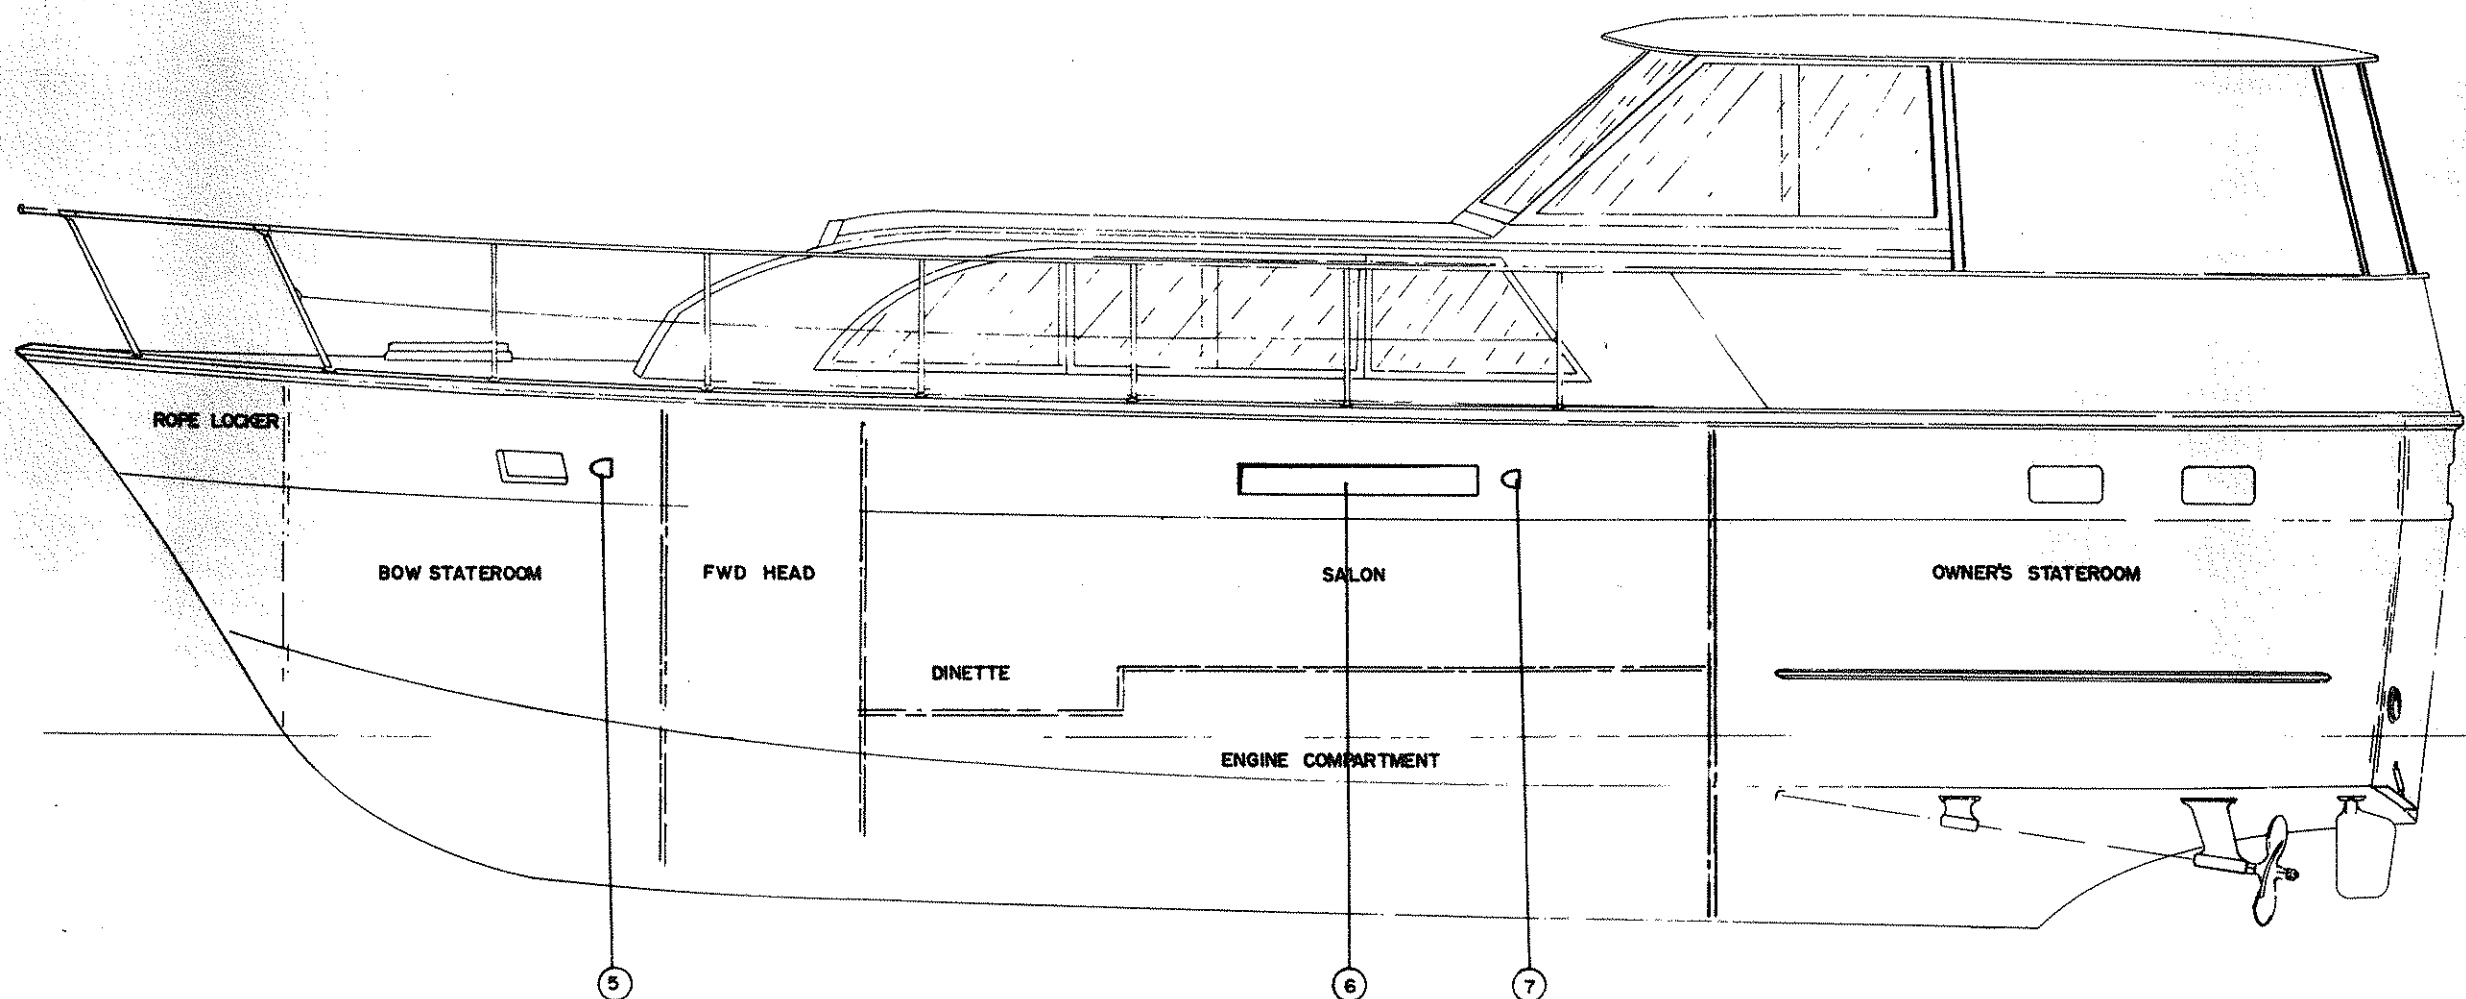 ROPE LOCKER
BOW STATEROOM
FWD HEAD
SALON
OWNER'S STATEROOM
DINETTE
ENGINE COMPARTMENT
5
6
7